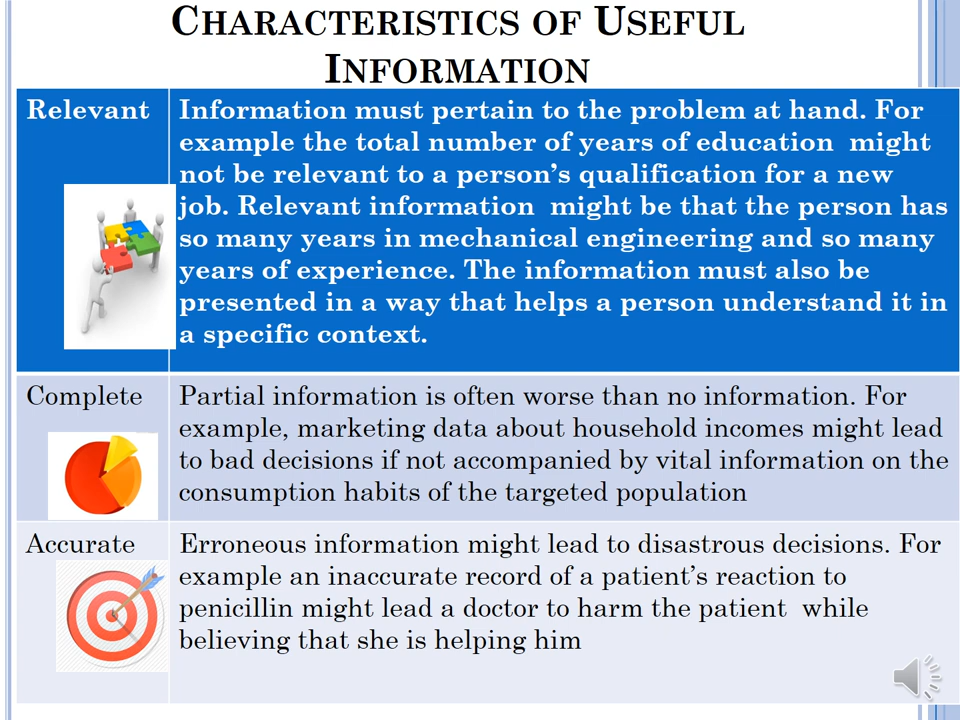 CHARACTERISTICS OF USEFUL
INFORMATION
Relevant
Information must pertain to the problem at hand. For
example the total number of years of education might
not be relevant to a person’s qualification for a new
job. Relevant information might be that the person has
so many years in mechanical engineering and so many
years of experience. The information must also be
presented in a way that helps a person understand it in
a specific context.
Complete
Partial information is often worse than no information. For
example, marketing data about household incomes might lead
to bad decisions if not accompanied by vital information on the
consumption habits of the targeted population
Accurate
Erroneous information might lead to disastrous decisions. For
example an inaccurate record of a patient’s reaction to
penicillin might lead a doctor to harm the patient while
believing that she is helping him